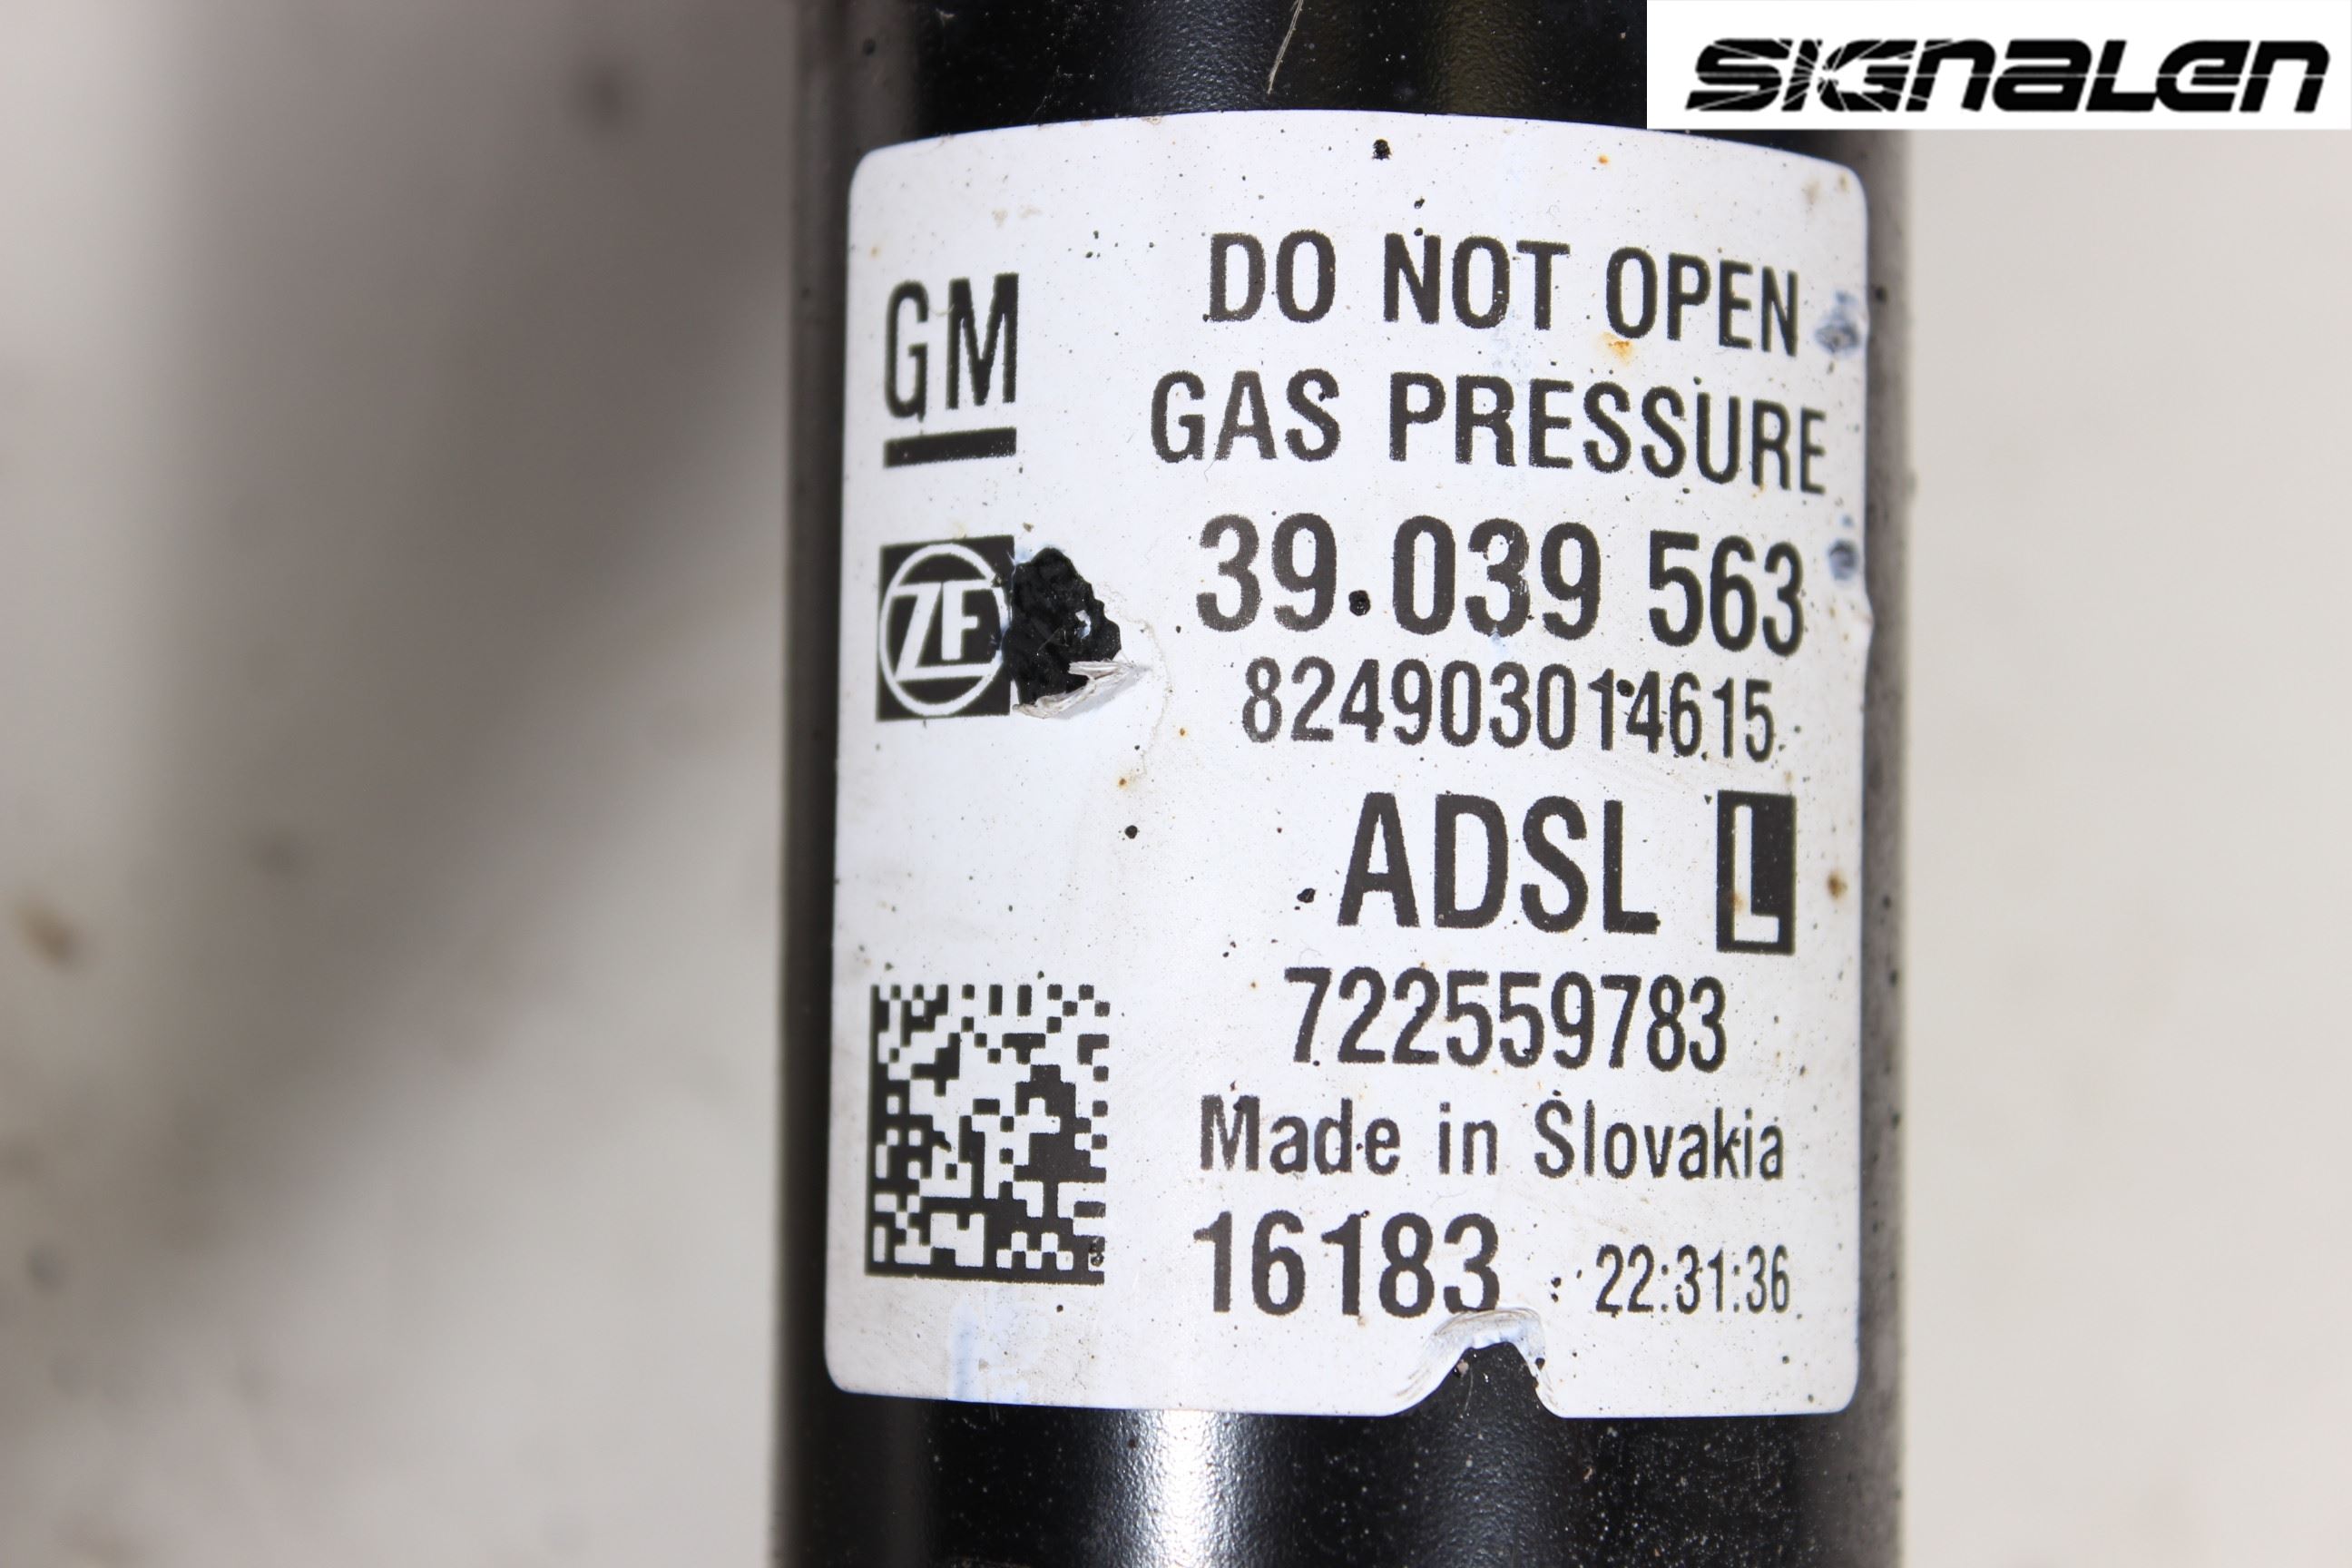 SIGNALEN
GM
DO NOT OPEN
GAS PRESSURE
ZF
39 039 563
824903014615
ADSL L
722559783
Made in Slovakia
16183 22:31:36